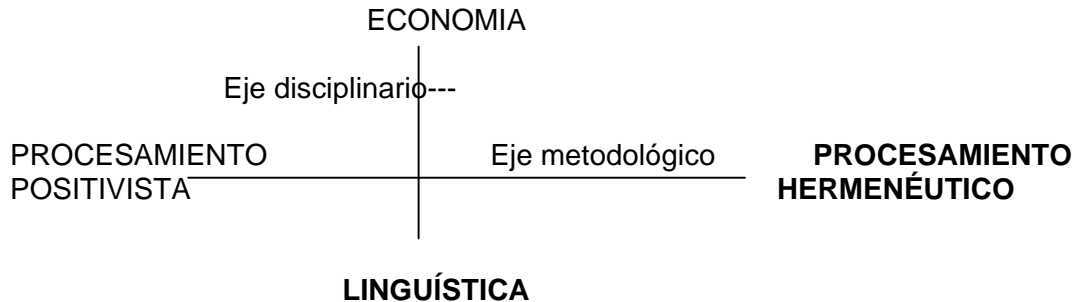 ECONOMIA
Eje disciplinario---
PROCESAMIENTO Eje metodológico PROCESAMIENTO
POSITIVISTA HERMENÉUTICO
LINGUÍSTICA